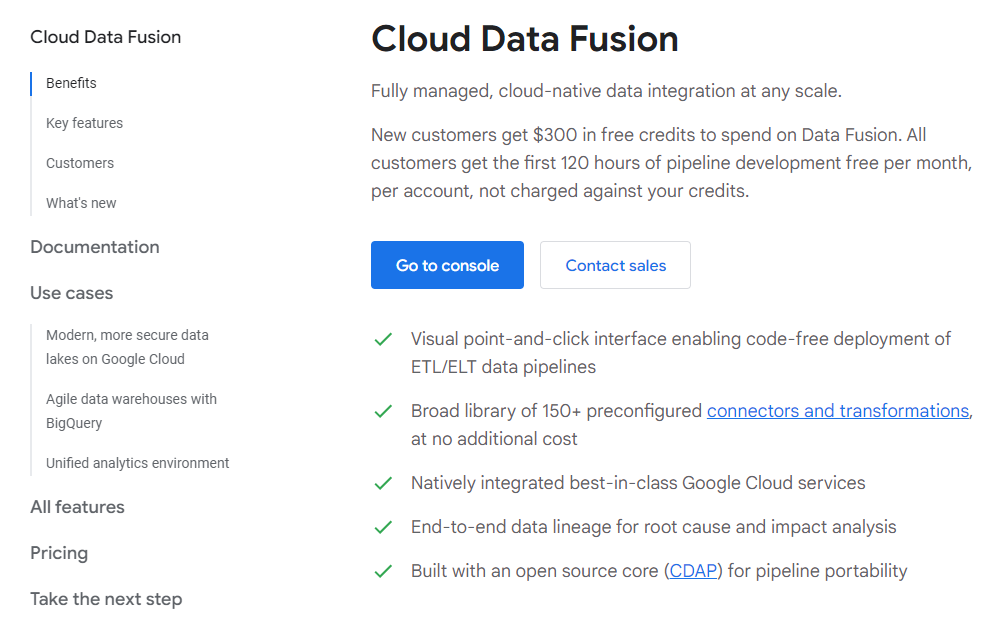 Cloud Data Fusion
Benefits
Key features
Customers
What's new
Documentation
Use cases
Modern, more secure data
lakes on Google Cloud
Agile data warehouses with
BigQuery
Unified analytics environment
All features
Pricing
Take the next step
Cloud Data Fusion
Fully managed, cloud-native data integration at any scale.
New customers get $300 in free credits to spend on Data Fusion. All
customers get the first 120 hours of pipeline development free per month,
per account, not charged against your credits.
Go to console
Contact sales
Visual point-and-click interface enabling code-free deployment of
ETL/ELT data pipelines
Broad library of 150+ preconfigured connectors and transformations,
at no additional cost
Natively integrated best-in-class Google Cloud services
End-to-end data lineage for root cause and impact analysis
Built with an open source core (CDAP) for pipeline portability